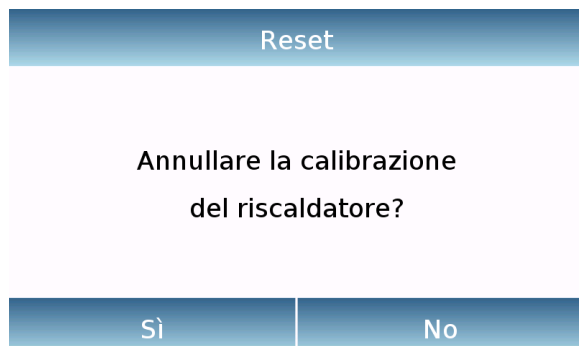 Reset
Annullare la calibrazione
del riscaldatore?
Sì
No